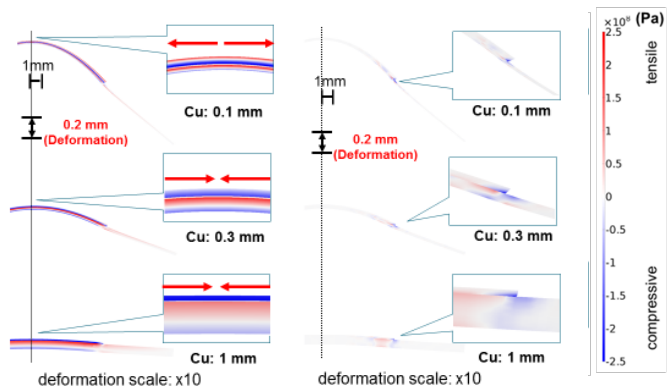 1mm
0.2 mm
(Deformation)
Cu: 0.1 mm
Cu: 0.3 mm
Cu: 1 mm
deformation scale: x10
1mm
0.2 mm
(Deformation)
Cu: 0.1 mm
Cu: 0.3 mm
Cu: 1 mm
deformation scale: x10
×10⁸ (Pa)
2.5
2
1.5
1
0.5
0
-0.5
-1
-1.5
-2
-2.5
tensile
compressive